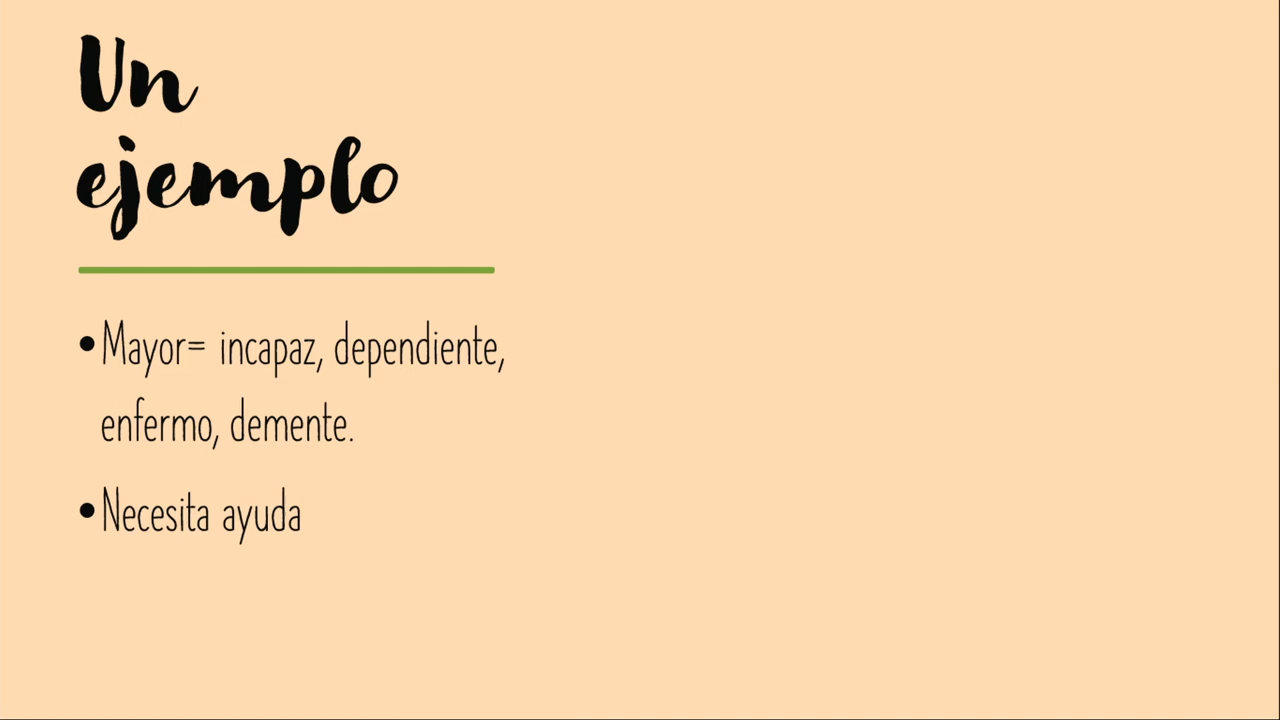 Un
ejemplo
•Mayor= incapaz, dependiente,
enfermo, demente.
•Necesita ayuda